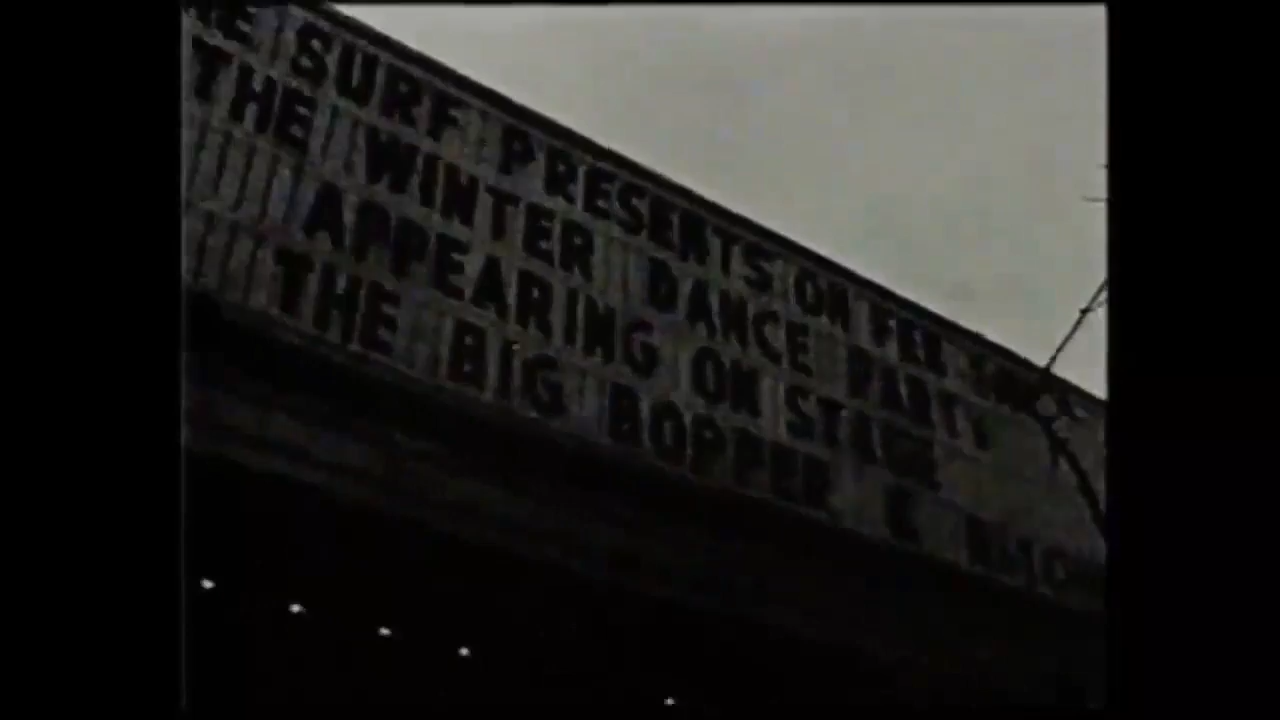 THE SURF PRESENTS ON FEB
THE WINTER DANCE PARTY
APPEARING ON STAGE
THE BIG BOPPER &